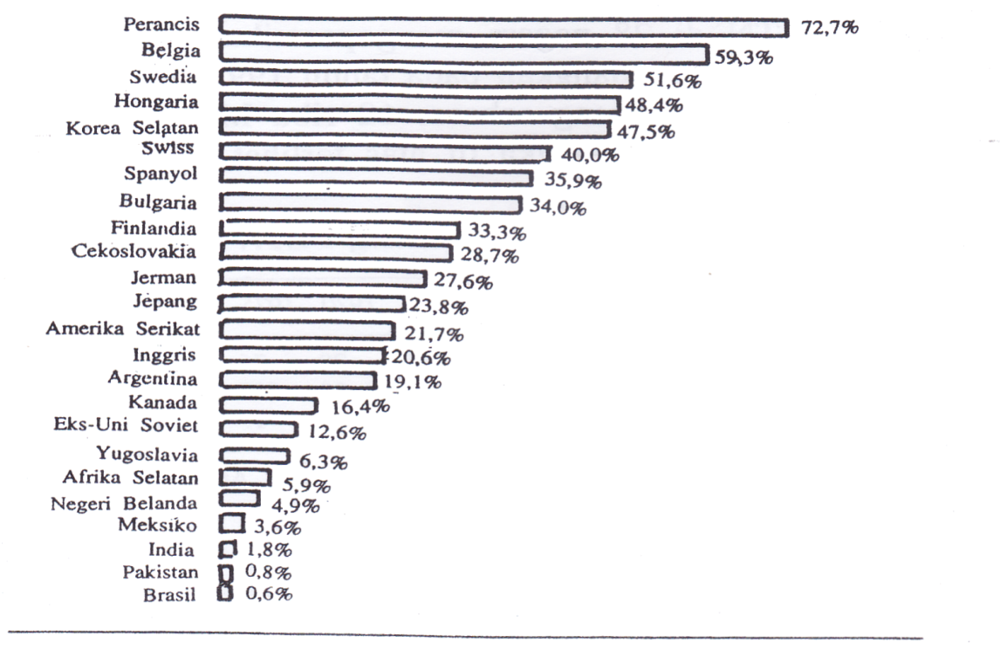 Perancis 72,7%
Belgia 59,3%
Swedia 51,6%
Hongaria 48,4%
Korea Selatan 47,5%
Swiss 40,0%
Spanyol 35,9%
Bulgaria 34,0%
Finlandia 33,3%
Cekoslovakia 28,7%
Jerman 27,6%
Jepang 23,8%
Amerika Serikat 21,7%
Inggris 20,6%
Argentina 19,1%
Kanada 16,4%
Eks-Uni Soviet 12,6%
Yugoslavia 6,3%
Afrika Selatan 5,9%
Negeri Belanda 4,9%
Meksiko 3,6%
India 1,8%
Pakistan 0,8%
Brasil 0,6%